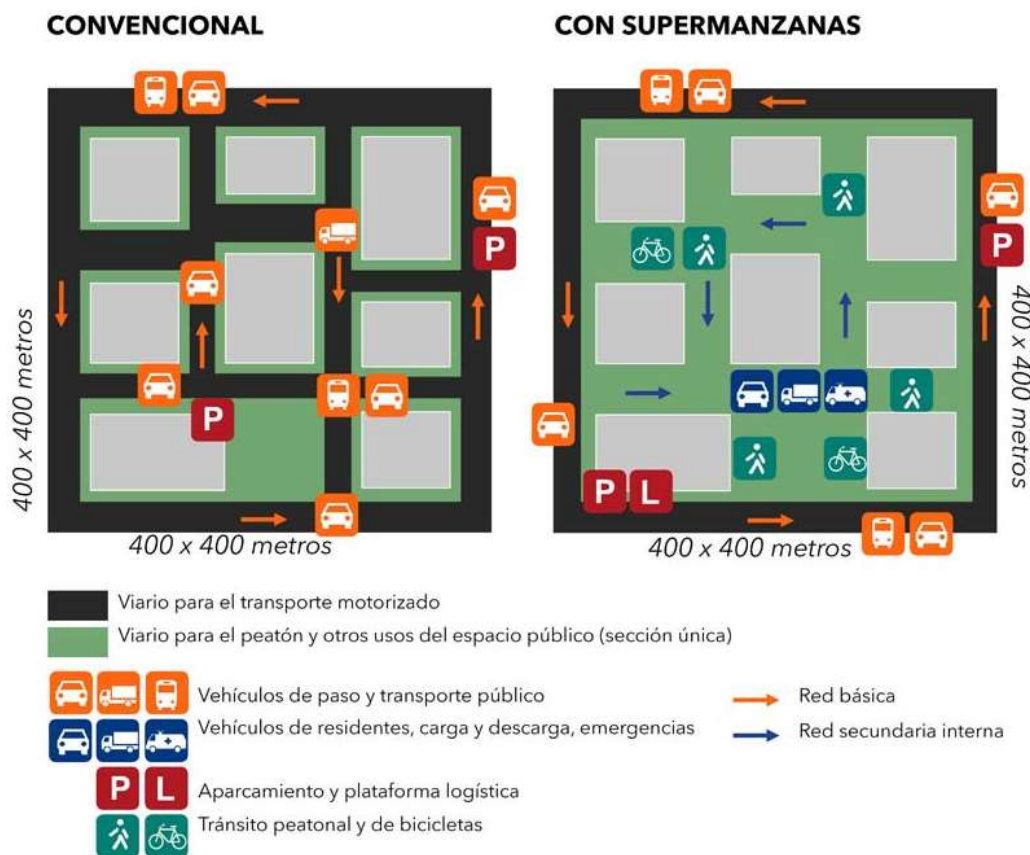 CONVENCIONAL
CON SUPERMANZANAS
P
P
P
P L
400 x 400 metros
400 x 400 metros
400 x 400 metros
400 x 400 metros
Viario para el transporte motorizado
Viario para el peatón y otros usos del espacio público (sección única)
Vehículos de paso y transporte público
Red básica
Vehículos de residentes, carga y descarga, emergencias
Red secundaria interna
P L
Aparcamiento y plataforma logística
Tránsito peatonal y de bicicletas